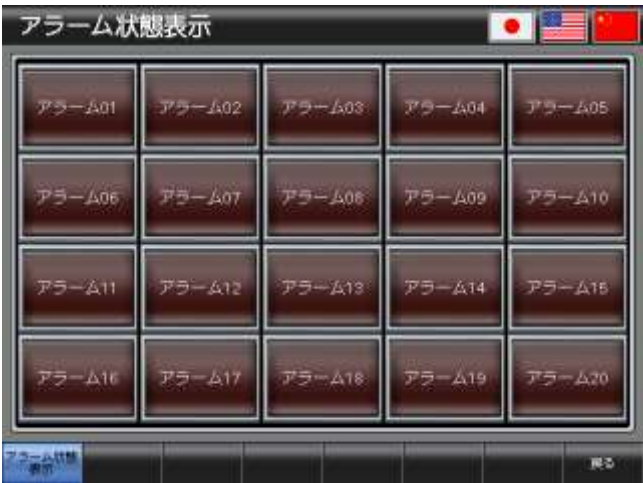 アラーム状態表示
アラーム01 アラーム02 アラーム03 アラーム04 アラーム05
アラーム06 アラーム07 アラーム08 アラーム09 アラーム10
アラーム11 アラーム12 アラーム13 アラーム14 アラーム15
アラーム16 アラーム17 アラーム18 アラーム19 アラーム20
アラーム状態
表示
戻る